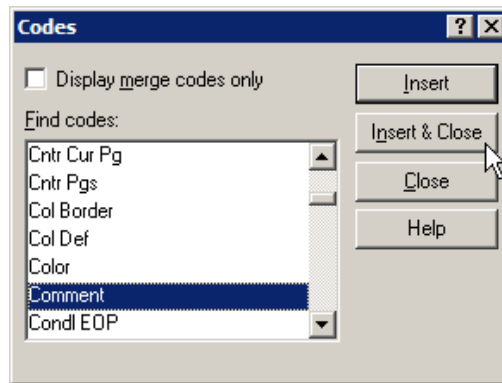 Codes
Display merge codes only
Find codes:
Cntr Cur Pg
Cntr Pgs
Col Border
Col Def
Color
Comment
Condl EOP
Insert
Insert & Close
Close
Help